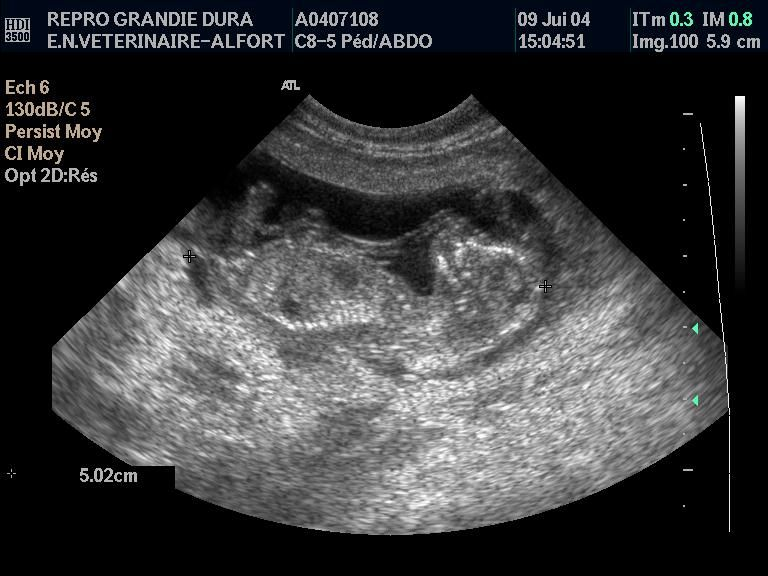 HDI
3500
REPRO GRANDIE DURA
E.N.VETERINAIRE-ALFORT
A0407108
C8-5 Péd/ABDO
09 Jui 04
15:04:51
ITm 0.3 IM 0.8
Img.100 5.9 cm
Ech 6
130dB/C 5
Persist Moy
CI Moy
Opt 2D:Rés
ATL
5.02cm